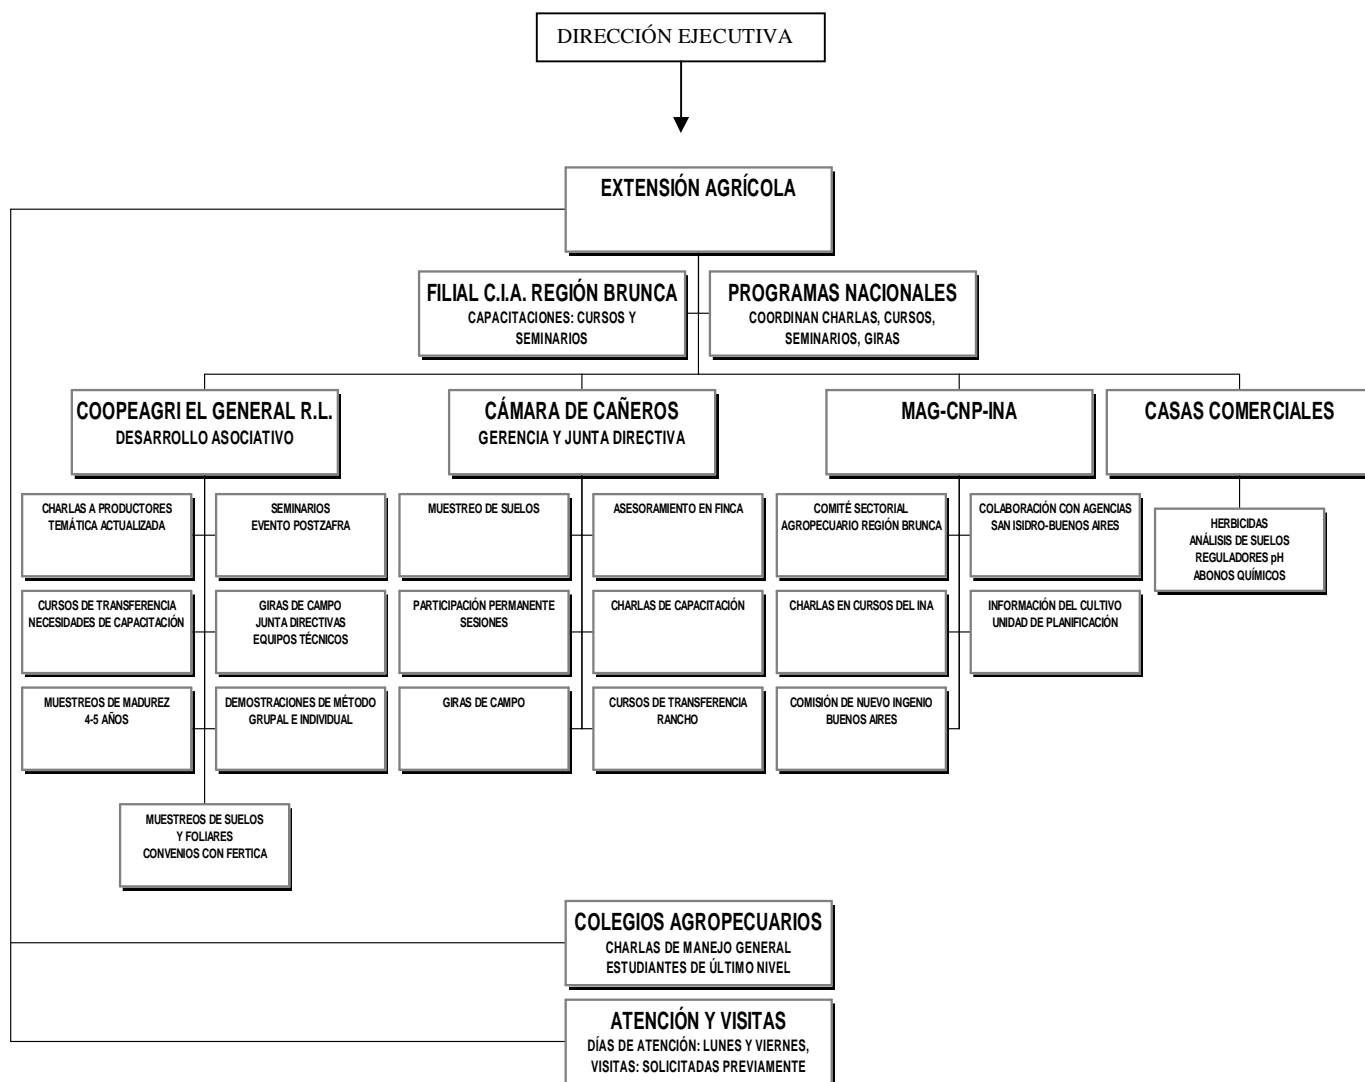 DIRECCIÓN EJECUTIVA
EXTENSIÓN AGRÍCOLA
FILIAL C.I.A. REGIÓN BRUNCA
CAPACITACIONES: CURSOS Y
SEMINARIOS
PROGRAMAS NACIONALES
COORDINAN CHARLAS, CURSOS,
SEMINARIOS, GIRAS
COOPEAGRI EL GENERAL R.L.
DESARROLLO ASOCIATIVO
CÁMARA DE CAÑEROS
GERENCIA Y JUNTA DIRECTIVA
MAG-CNP-INA
CASAS COMERCIALES
CHARLAS A PRODUCTORES
TEMÁTICA ACTUALIZADA
SEMINARIOS
EVENTO POSTZAFRA
MUESTREO DE SUELOS
ASESORAMIENTO EN FINCA
COMITÉ SECTORIAL
AGROPECUARIO REGIÓN BRUNCA
COLABORACIÓN CON AGENCIAS
SAN ISIDRO-BUENOS AIRES
HERBICIDAS
ANÁLISIS DE SUELOS
REGULADORES pH
ABONOS QUÍMICOS
CURSOS DE TRANSFERENCIA
NECESIDADES DE CAPACITACIÓN
GIRAS DE CAMPO
JUNTA DIRECTIVAS
EQUIPOS TÉCNICOS
PARTICIPACIÓN PERMANENTE
SESIONES
CHARLAS DE CAPACITACIÓN
CHARLAS EN CURSOS DEL INA
INFORMACIÓN DEL CULTIVO
UNIDAD DE PLANIFICACIÓN
MUESTREOS DE MADUREZ
4-5 AÑOS
DEMOSTRACIONES DE MÉTODO
GRUPAL E INDIVIDUAL
GIRAS DE CAMPO
CURSOS DE TRANSFERENCIA
RANCHO
COMISIÓN DE NUEVO INGENIO
BUENOS AIRES
MUESTREOS DE SUELOS
Y FOLIARES
CONVENIOS CON FERTICA
COLEGIOS AGROPECUARIOS
CHARLAS DE MANEJO GENERAL
ESTUDIANTES DE ÚLTIMO NIVEL
ATENCIÓN Y VISITAS
DÍAS DE ATENCIÓN: LUNES Y VIERNES,
VISITAS: SOLICITADAS PREVIAMENTE